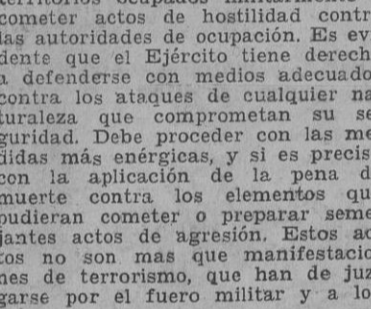 territorios ocupados militarmente
cometer actos de hostilidad contr
las autoridades de ocupación. Es evi
dente que el Ejército tiene derech
a defenderse con medios adecuado
contra los ataques de cualquier na
turaleza que comprometan su se
guridad. Debe proceder con las me
didas más enérgicas, y si es precis
con la aplicación de la pena d
muerte contra los elementos qu
pudieran cometer o preparar seme
jantes actos de agresión. Estos ac
tos no son mas que manifestacio
nes de terrorismo, que han de juz
garse por el fuero militar y a lo